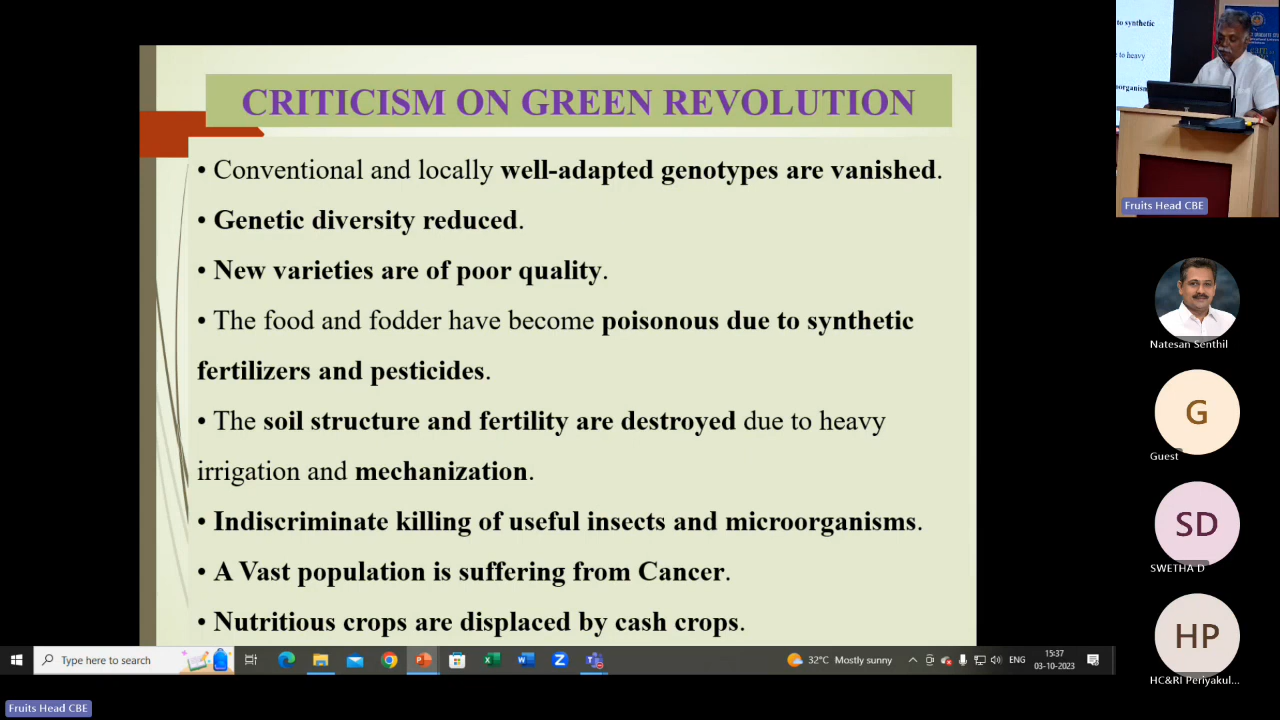 CRITICISM ON GREEN REVOLUTION
• Conventional and locally well-adapted genotypes are vanished.
• Genetic diversity reduced.
• New varieties are of poor quality.
• The food and fodder have become poisonous due to synthetic
fertilizers and pesticides.
• The soil structure and fertility are destroyed due to heavy
irrigation and mechanization.
• Indiscriminate killing of useful insects and microorganisms.
• A Vast population is suffering from Cancer.
• Nutritious crops are displaced by cash crops.
Type here to search
32°C Mostly sunny
ENG
15:37
03-10-2023
Fruits Head CBE
to synthetic
to heavy
Fruits Head CBE
Natesan Senthil
G
Guest
SD
SWETHA D
HP
HC&RI Periyakul...